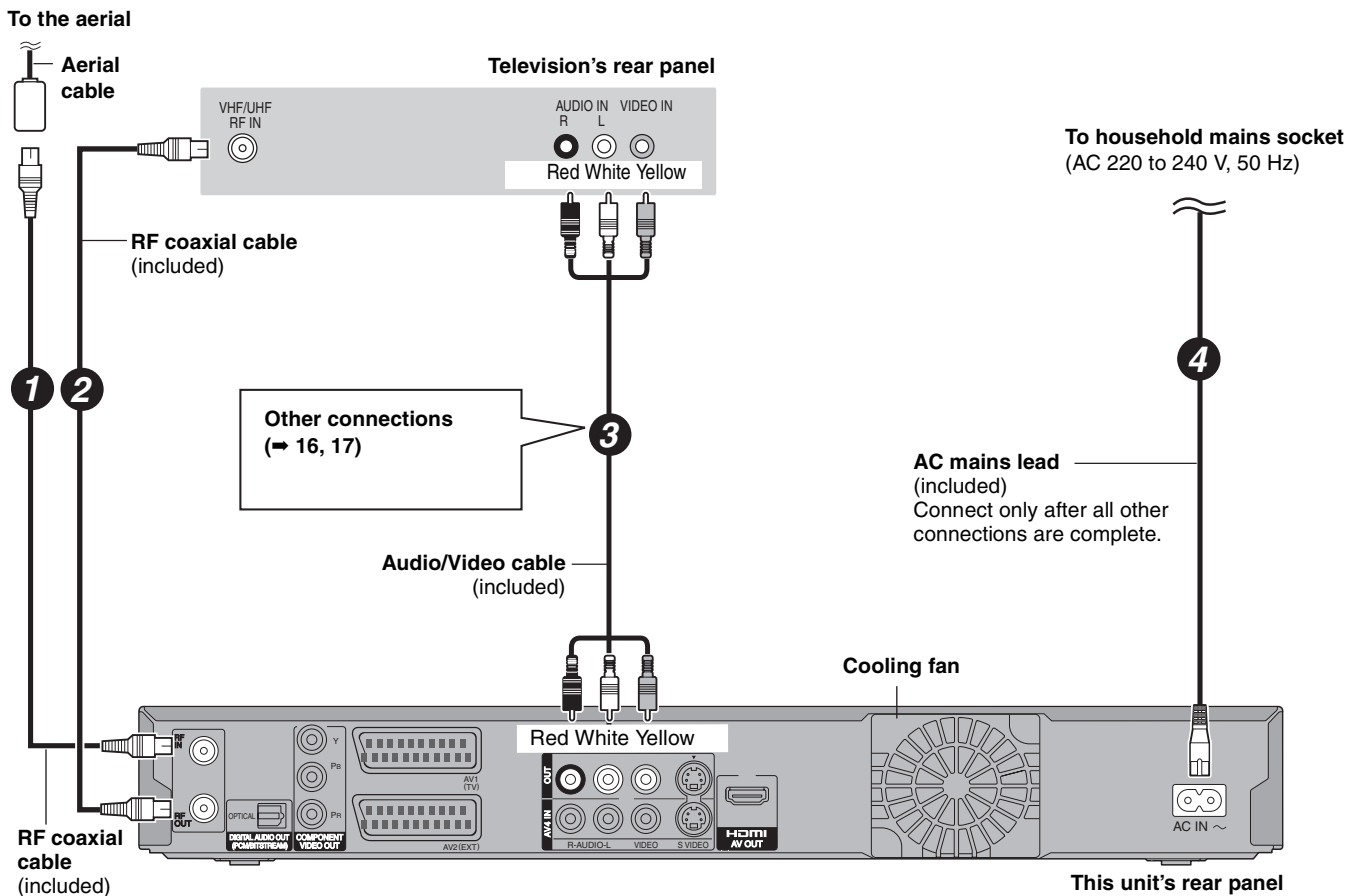 To the aerial
Aerial
cable
Television's rear panel
VHF/UHF
RF IN
AUDIO IN VIDEO IN
R L
Red White Yellow
To household mains socket
(AC 220 to 240 V, 50 Hz)
RF coaxial cable
(included)
1 2
Other connections
(➡ 16, 17)
3
4
AC mains lead
(included)
Connect only after all other
connections are complete.
Audio/Video cable
(included)
Cooling fan
Red White Yellow
RF
IN
RF
OUT
OPTICAL
DIGITAL AUDIO OUT
(PCM/BITSTREAM)
Y
PB
PR
COMPONENT
VIDEO OUT
AV1
(TV)
AV2 (EXT)
OUT
AV4 IN
R-AUDIO-L VIDEO S VIDEO
HDMI
AV OUT
AC IN ~
RF coaxial
cable
(included)
This unit's rear panel